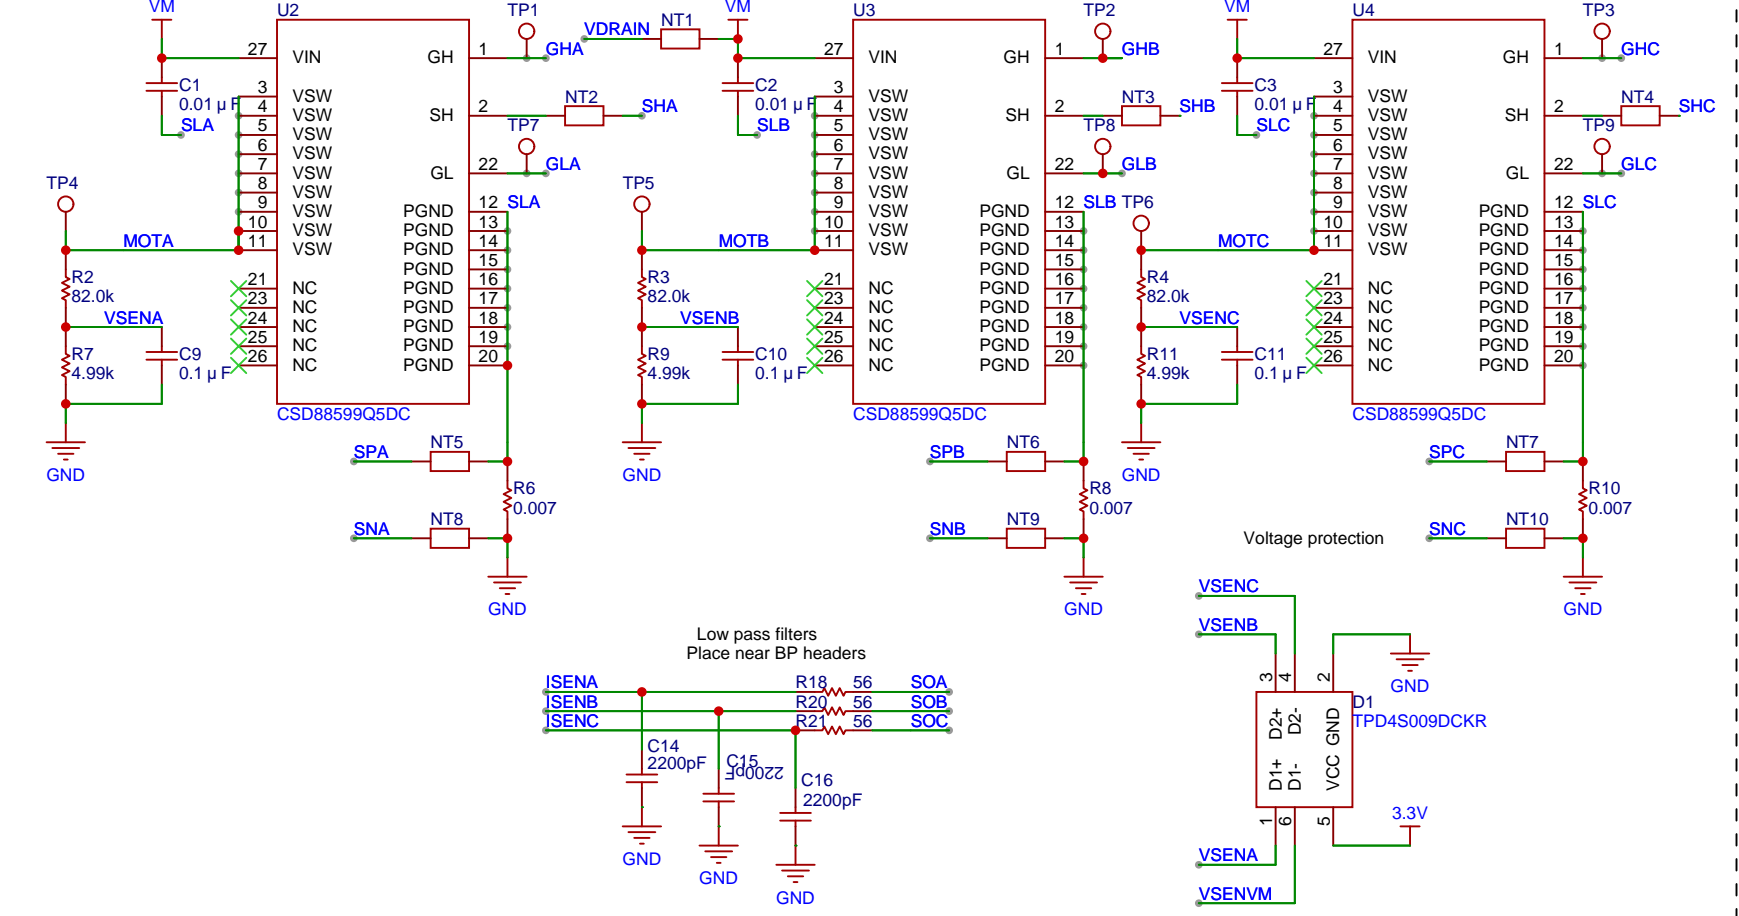 VM U2 TP1 VDRAIN NT1 VM U3 TP2 VM U4 TP3
27 VIN GH 1 GHA 27 VIN GH 1 GHB 27 VIN GH 1 GHC
C1 C2 C3
0.01 µF 0.01 µF 0.01 µF
3 VSW 3 VSW 3 VSW
4 VSW SH 2 NT2 SHA 4 VSW SH 2 NT3 SHB 4 VSW SH 2 NT4 SHC
SLA 5 VSW TP7 SLB 5 VSW TP8 SLC 5 VSW TP9
6 VSW 6 VSW 6 VSW
7 VSW GL 22 GLA 7 VSW GL 22 GLB 7 VSW GL 22 GLC
TP4 8 VSW TP5 8 VSW TP6 8 VSW
9 VSW PGND 12 SLA 9 VSW PGND 12 SLB 9 VSW PGND 12 SLC
10 VSW PGND 13 10 VSW PGND 13 10 VSW PGND 13
MOTA 11 VSW PGND 14 MOTB 11 VSW PGND 14 MOTC 11 VSW PGND 14
PGND 15 PGND 15 PGND 15
R2 21 NC PGND 16 R3 21 NC PGND 16 R4 21 NC PGND 16
82.0k 23 NC PGND 17 82.0k 23 NC PGND 17 82.0k 23 NC PGND 17
VSENA 24 NC PGND 18 VSENB 24 NC PGND 18 VSENC 24 NC PGND 18
R7 C9 25 NC PGND 19 R9 C10 25 NC PGND 19 R11 C11 25 NC PGND 19
4.99k 0.1 µF 26 NC PGND 20 4.99k 0.1 µF 26 NC PGND 20 4.99k 0.1 µF 26 NC PGND 20
CSD88599Q5DC CSD88599Q5DC CSD88599Q5DC
GND SPA NT5 GND SPB NT6 GND SPC NT7
R6 R8 R10
0.007 0.007 0.007
SNA NT8 SNB NT9 SNC NT10
GND GND GND
Voltage protection
VSENC
VSENB
3 4 2
GND
D1
TPD4S009DCKR
D2+ D2- GND
D1+ D1- VCC
1 6 5
3.3V
VSENA
VSENVM
Low pass filters
Place near BP headers
ISENA R18 56 SOA
ISENB R20 56 SOB
ISENC R21 56 SOC
C14
2200pF
C15
2200pF
C16
2200pF
GND
GND
GND